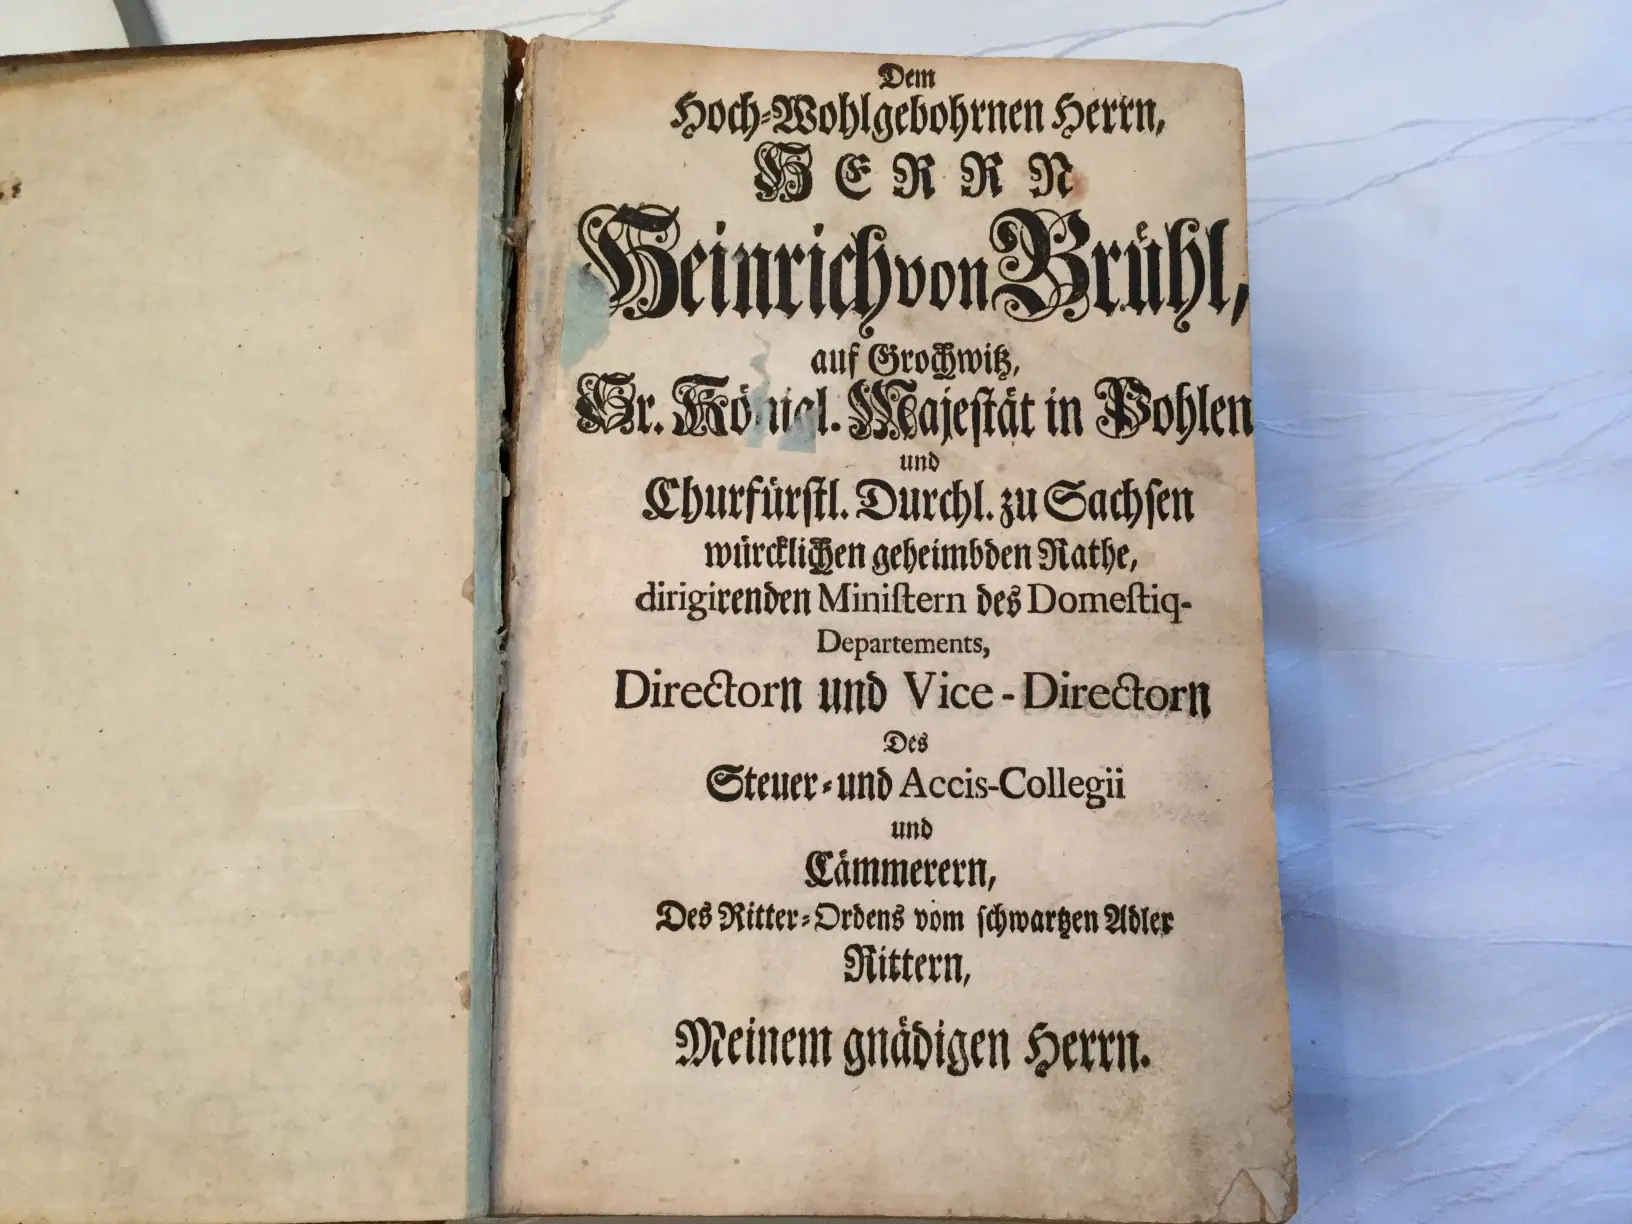 Dem
Hoch-Wohlgebohrnen Herrn,
HERRN
Heinrich von Brühl,
auf Grochwitz,
Sr. Königl. Majestät in Pohlen
und
Churfürstl. Durchl. zu Sachsen
würcklichen geheimbden Rathe,
dirigirenden Ministern des Domestiq-
Departements,
Directorn und Vice-Directorn
Des
Steuer-und Accis-Collegii
und
Cämmerern,
Des Ritter-Ordens vom schwartzen Adler
Rittern,
Meinem gnädigen Herrn.